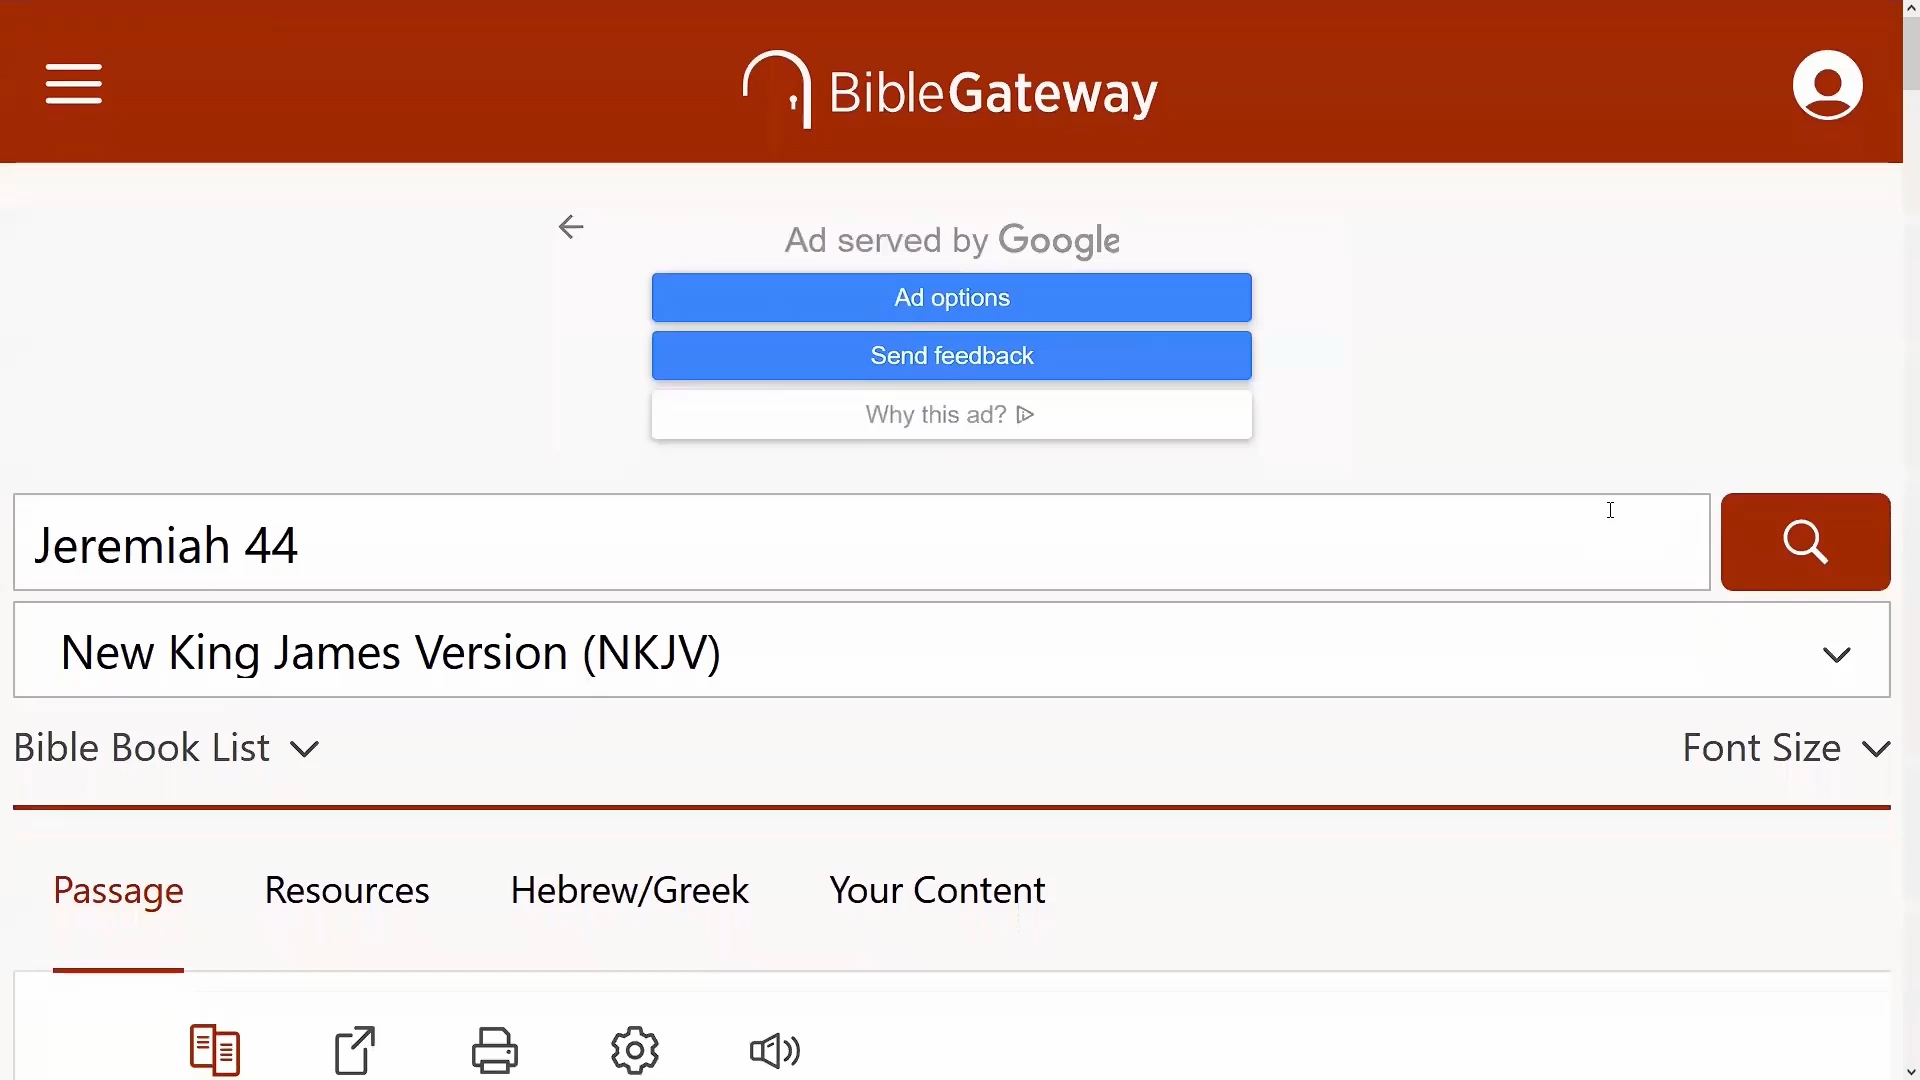 BibleGateway
Ad served by Google
Ad options
Send feedback
Why this ad?
Jeremiah 44
New King James Version (NKJV)
Bible Book List
Font Size
Passage Resources Hebrew/Greek Your Content